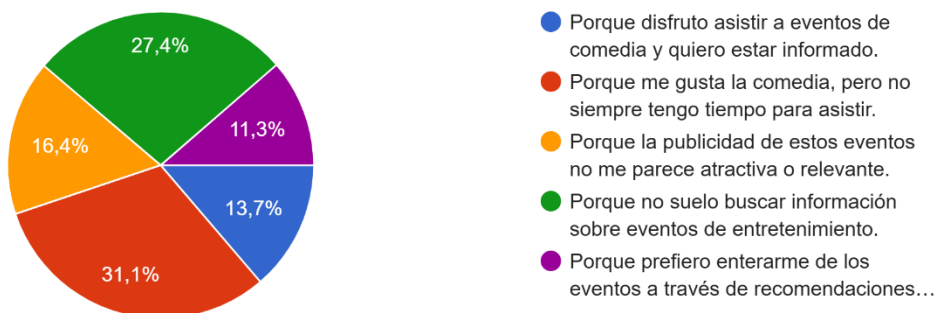 27,4%
11,3%
16,4%
13,7%
31,1%
Porque disfruto asistir a eventos de
comedia y quiero estar informado.
Porque me gusta la comedia, pero no
siempre tengo tiempo para asistir.
Porque la publicidad de estos eventos
no me parece atractiva o relevante.
Porque no suelo buscar información
sobre eventos de entretenimiento.
Porque prefiero enterarme de los
eventos a través de recomendaciones…